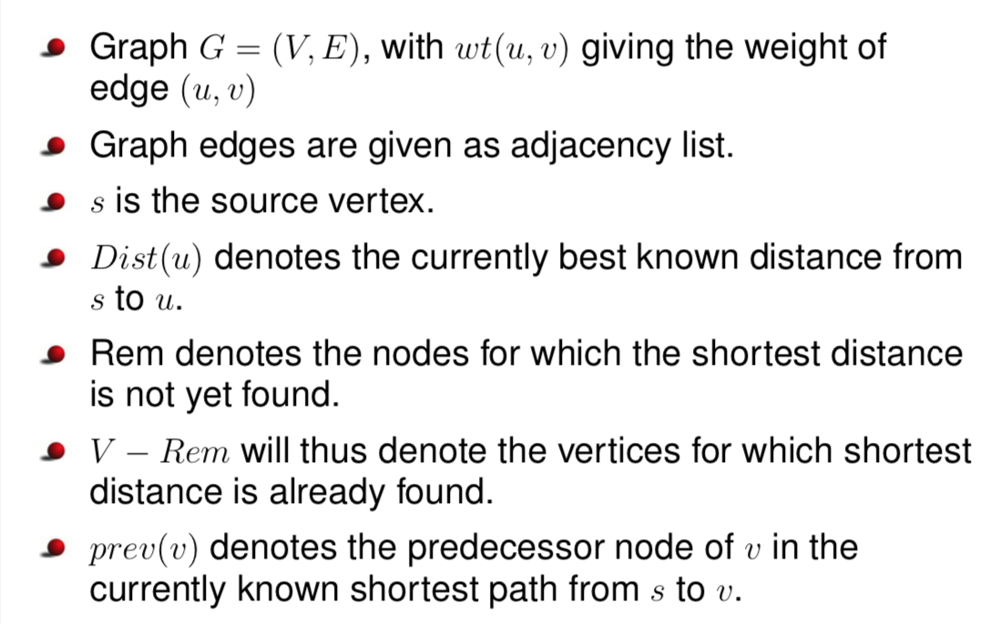 Graph G = (V, E), with wt(u, v) giving the weight of
edge (u, v)
Graph edges are given as adjacency list.
s is the source vertex.
Dist(u) denotes the currently best known distance from
s to u.
Rem denotes the nodes for which the shortest distance
is not yet found.
V − Rem will thus denote the vertices for which shortest
distance is already found.
prev(v) denotes the predecessor node of v in the
currently known shortest path from s to v.